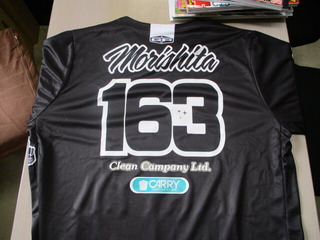 Morishita
163
Clean Company Ltd.
CARRY